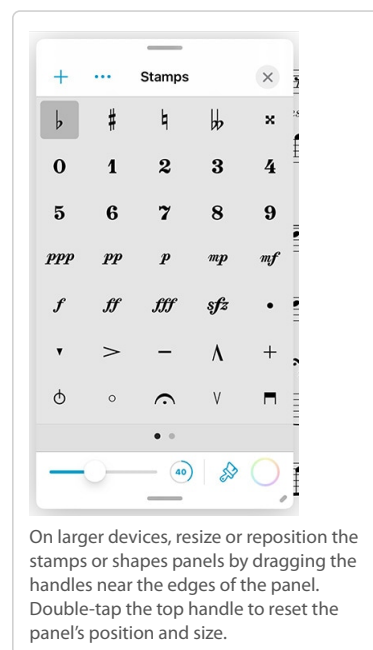 + ••• Stamps ×
♭ ♯ ♮ 𝄫 𝄪
0 1 2 3 4
5 6 7 8 9
ppp pp p mp mf
f ff fff sfz •
▾ > – Λ +
○ V
40
On larger devices, resize or reposition the
stamps or shapes panels by dragging the
handles near the edges of the panel.
Double-tap the top handle to reset the
panel’s position and size.